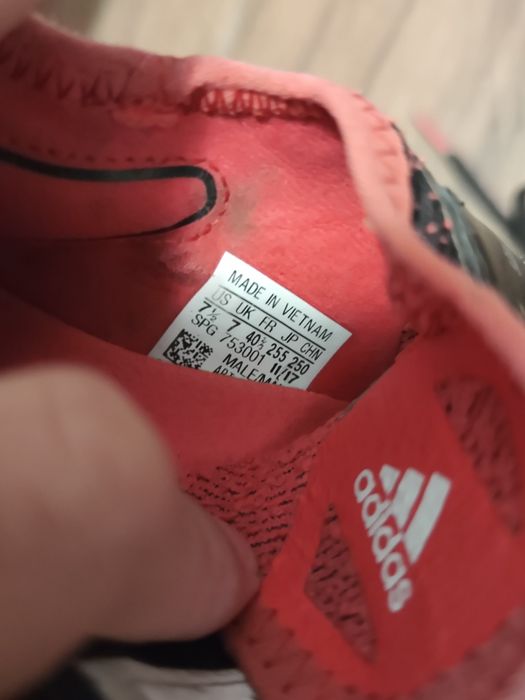 MADE IN VIETNAM
US UK FR JP CHN
7½ 7 40⅔ 255 250
SPG 753001 11/17
MALE/
adidas